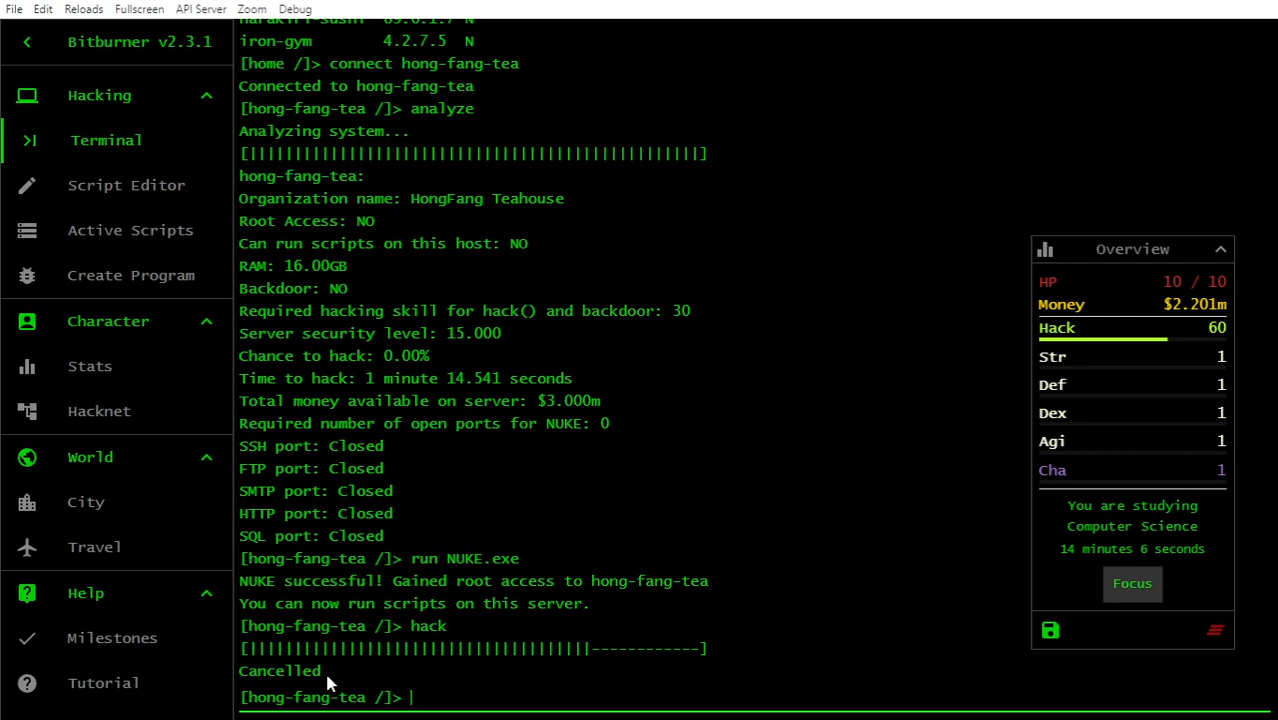 File Edit Reloads Fullscreen API Server Zoom Debug
Bitburner v2.3.1
Hacking
Terminal
Script Editor
Active Scripts
Create Program
Character
Stats
Hacknet
World
City
Travel
Help
Milestones
Tutorial
harakiri-sushi 89.0.1.7 N
iron-gym 4.2.7.5 N
[home /]> connect hong-fang-tea
Connected to hong-fang-tea
[hong-fang-tea /]> analyze
Analyzing system...
[||||||||||||||||||||||||||||||||||||||||||||||||||]
hong-fang-tea:
Organization name: HongFang Teahouse
Root Access: NO
Can run scripts on this host: NO
RAM: 16.00GB
Backdoor: NO
Required hacking skill for hack() and backdoor: 30
Server security level: 15.000
Chance to hack: 0.00%
Time to hack: 1 minute 14.541 seconds
Total money available on server: $3.000m
Required number of open ports for NUKE: 0
SSH port: Closed
FTP port: Closed
SMTP port: Closed
HTTP port: Closed
SQL port: Closed
[hong-fang-tea /]> run NUKE.exe
NUKE successful! Gained root access to hong-fang-tea
You can now run scripts on this server.
[hong-fang-tea /]> hack
[||||||||||||||||||||||||||||||||||||||------------]
Cancelled
[hong-fang-tea /]>
Overview
HP 10 / 10
Money $2.201m
Hack 60
Str 1
Def 1
Dex 1
Agi 1
Cha 1
You are studying
Computer Science
14 minutes 6 seconds
Focus